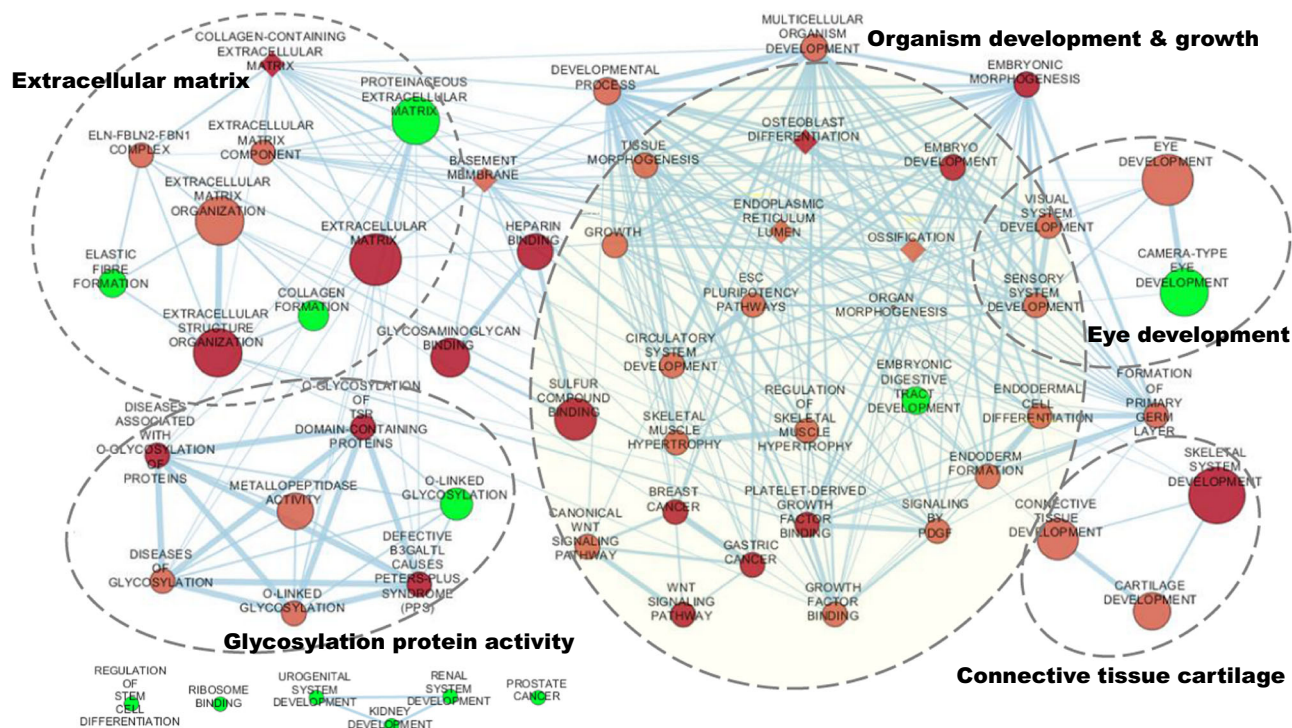 COLLAGEN-CONTAINING
EXTRACELLULAR
MATRIX
Extracellular matrix
PROTEINACEOUS
EXTRACELLULAR
MATRIX
ELN-FBLN2-FBN1
COMPLEX
EXTRACELLULAR
MATRIX
COMPONENT
EXTRACELLULAR
MATRIX
ORGANIZATION
EXTRACELLULAR
MATRIX
ELASTIC
FIBRE
FORMATION
COLLAGEN
FORMATION
EXTRACELLULAR
STRUCTURE
ORGANIZATION
BASEMENT
MEMBRANE
HEPARIN
BINDING
GLYCOSAMINOGLYCAN
BINDING
SULFUR
COMPOUND
BINDING
MULTICELLULAR
ORGANISM
DEVELOPMENT
Organism development & growth
DEVELOPMENTAL
PROCESS
EMBRYONIC
MORPHOGENESIS
OSTEOBLAST
DIFFERENTIATION
TISSUE
MORPHOGENESIS
EMBRYO
DEVELOPMENT
ENDOPLASMIC
RETICULUM
LUMEN
GROWTH
OSSIFICATION
ESC
PLURIPOTENCY
PATHWAYS
ORGAN
MORPHOGENESIS
CIRCULATORY
SYSTEM
DEVELOPMENT
EMBRYONIC
DIGESTIVE
TRACT
DEVELOPMENT
SKELETAL
MUSCLE
HYPERTROPHY
REGULATION
OF
SKELETAL
MUSCLE
HYPERTROPHY
ENDODERMAL
CELL
DIFFERENTIATION
ENDODERM
FORMATION
BREAST
CANCER
PLATELET-DERIVED
GROWTH
FACTOR
BINDING
SIGNALING
BY
PDGF
CANONICAL
WNT
SIGNALING
PATHWAY
GASTRIC
CANCER
WNT
SIGNALING
PATHWAY
GROWTH
FACTOR
BINDING
EYE
DEVELOPMENT
VISUAL
SYSTEM
DEVELOPMENT
CAMERA-TYPE
EYE
DEVELOPMENT
SENSORY
SYSTEM
DEVELOPMENT
Eye development
FORMATION
OF
PRIMARY
GERM
LAYER
SKELETAL
SYSTEM
DEVELOPMENT
CONNECTIVE
TISSUE
DEVELOPMENT
CARTILAGE
DEVELOPMENT
Connective tissue cartilage
O-GLYCOSYLATION
OF
TSR
DOMAIN-CONTAINING
PROTEINS
DISEASES
ASSOCIATED
WITH
O-GLYCOSYLATION
OF
PROTEINS
METALLOPEPTIDASE
ACTIVITY
O-LINKED
GLYCOSYLATION
DISEASES
OF
GLYCOSYLATION
DEFECTIVE
B3GALTL
CAUSES
PETERS-PLUS
SYNDROME
(PPS)
O-LINKED
GLYCOSYLATION
Glycosylation protein activity
REGULATION
OF
STEM
CELL
DIFFERENTIATION
RIBOSOME
BINDING
UROGENITAL
SYSTEM
DEVELOPMENT
RENAL
SYSTEM
DEVELOPMENT
KIDNEY
DEVELOPMENT
PROSTATE
CANCER